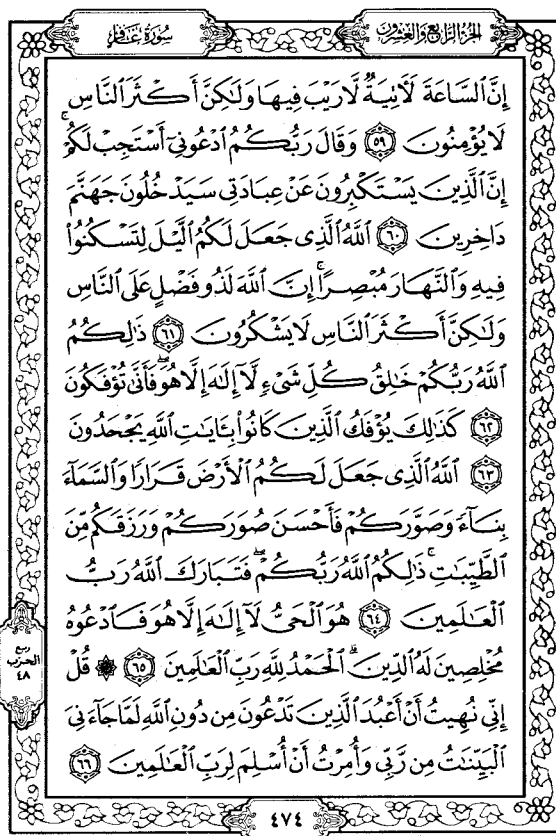 الجزء الرابع والعشرون
سورة غافر
إِنَّ ٱلسَّاعَةَ لَأٓتِيَةٌ لَّا رَيْبَ فِيهَا وَلَٰكِنَّ أَكْثَرَ ٱلنَّاسِ
لَا يُؤْمِنُونَ ٥٩ وَقَالَ رَبُّكُمُ ٱدْعُونِىٓ أَسْتَجِبْ لَكُمْ ۚ
إِنَّ ٱلَّذِينَ يَسْتَكْبِرُونَ عَنْ عِبَادَتِى سَيَدْخُلُونَ جَهَنَّمَ
دَاخِرِينَ ٦٠ ٱللَّهُ ٱلَّذِى جَعَلَ لَكُمُ ٱلَّيْلَ لِتَسْكُنُوا۟
فِيهِ وَٱلنَّهَارَ مُبْصِرًا ۚ إِنَّ ٱللَّهَ لَذُو فَضْلٍ عَلَى ٱلنَّاسِ
وَلَٰكِنَّ أَكْثَرَ ٱلنَّاسِ لَا يَشْكُرُونَ ٦١ ذَٰلِكُمُ
ٱللَّهُ رَبُّكُمْ خَٰلِقُ كُلِّ شَىْءٍ لَّآ إِلَٰهَ إِلَّا هُوَ ۖ فَأَنَّىٰ تُؤْفَكُونَ
٦٢ كَذَٰلِكَ يُؤْفَكُ ٱلَّذِينَ كَانُوا۟ بِـَٔايَٰتِ ٱللَّهِ يَجْحَدُونَ
٦٣ ٱللَّهُ ٱلَّذِى جَعَلَ لَكُمُ ٱلْأَرْضَ قَرَارًا وَٱلسَّمَآءَ
بِنَآءً وَصَوَّرَكُمْ فَأَحْسَنَ صُوَرَكُمْ وَرَزَقَكُم مِّنَ
ٱلطَّيِّبَٰتِ ۚ ذَٰلِكُمُ ٱللَّهُ رَبُّكُمْ ۖ فَتَبَارَكَ ٱللَّهُ رَبُّ
ٱلْعَٰلَمِينَ ٦٤ هُوَ ٱلْحَىُّ لَآ إِلَٰهَ إِلَّا هُوَ فَٱدْعُوهُ
مُخْلِصِينَ لَهُ ٱلدِّينَ ۗ ٱلْحَمْدُ لِلَّهِ رَبِّ ٱلْعَٰلَمِينَ ٦٥ ۞ قُلْ
إِنِّى نُهِيتُ أَنْ أَعْبُدَ ٱلَّذِينَ تَدْعُونَ مِن دُونِ ٱللَّهِ لَمَّا جَآءَنِىَ
ٱلْبَيِّنَٰتُ مِن رَّبِّى وَأُمِرْتُ أَنْ أُسْلِمَ لِرَبِّ ٱلْعَٰلَمِينَ ٦٦
ربع
الحزب
٤٨
٤٧٤